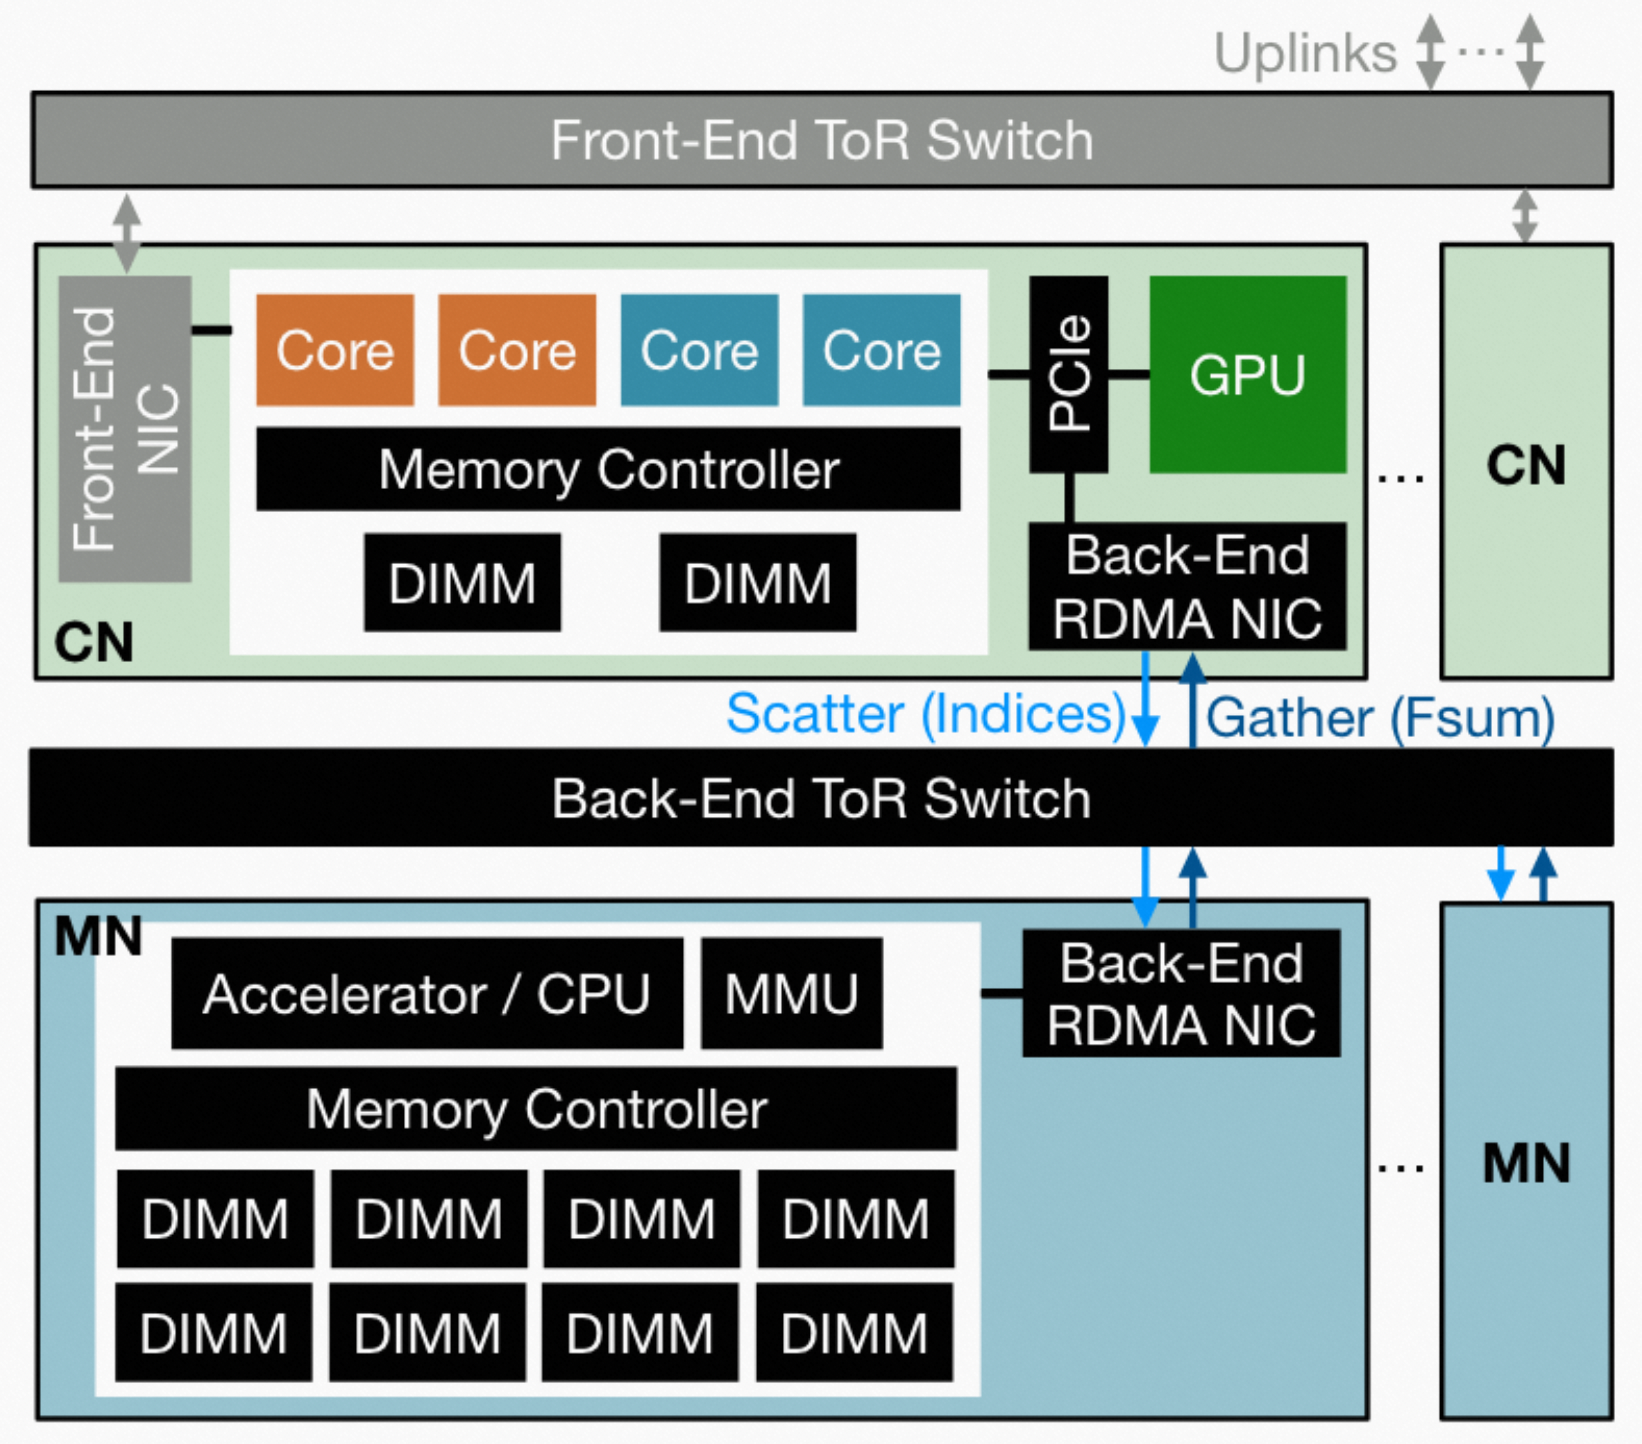 Uplinks ...
Front-End ToR Switch
Front-End
NIC
Core Core Core Core
PCIe
GPU
Memory Controller
DIMM DIMM
Back-End
RDMA NIC
CN
...
CN
Scatter (Indices)
Gather (Fsum)
Back-End ToR Switch
MN
Accelerator / CPU
MMU
Back-End
RDMA NIC
Memory Controller
DIMM DIMM DIMM DIMM
DIMM DIMM DIMM DIMM
...
MN